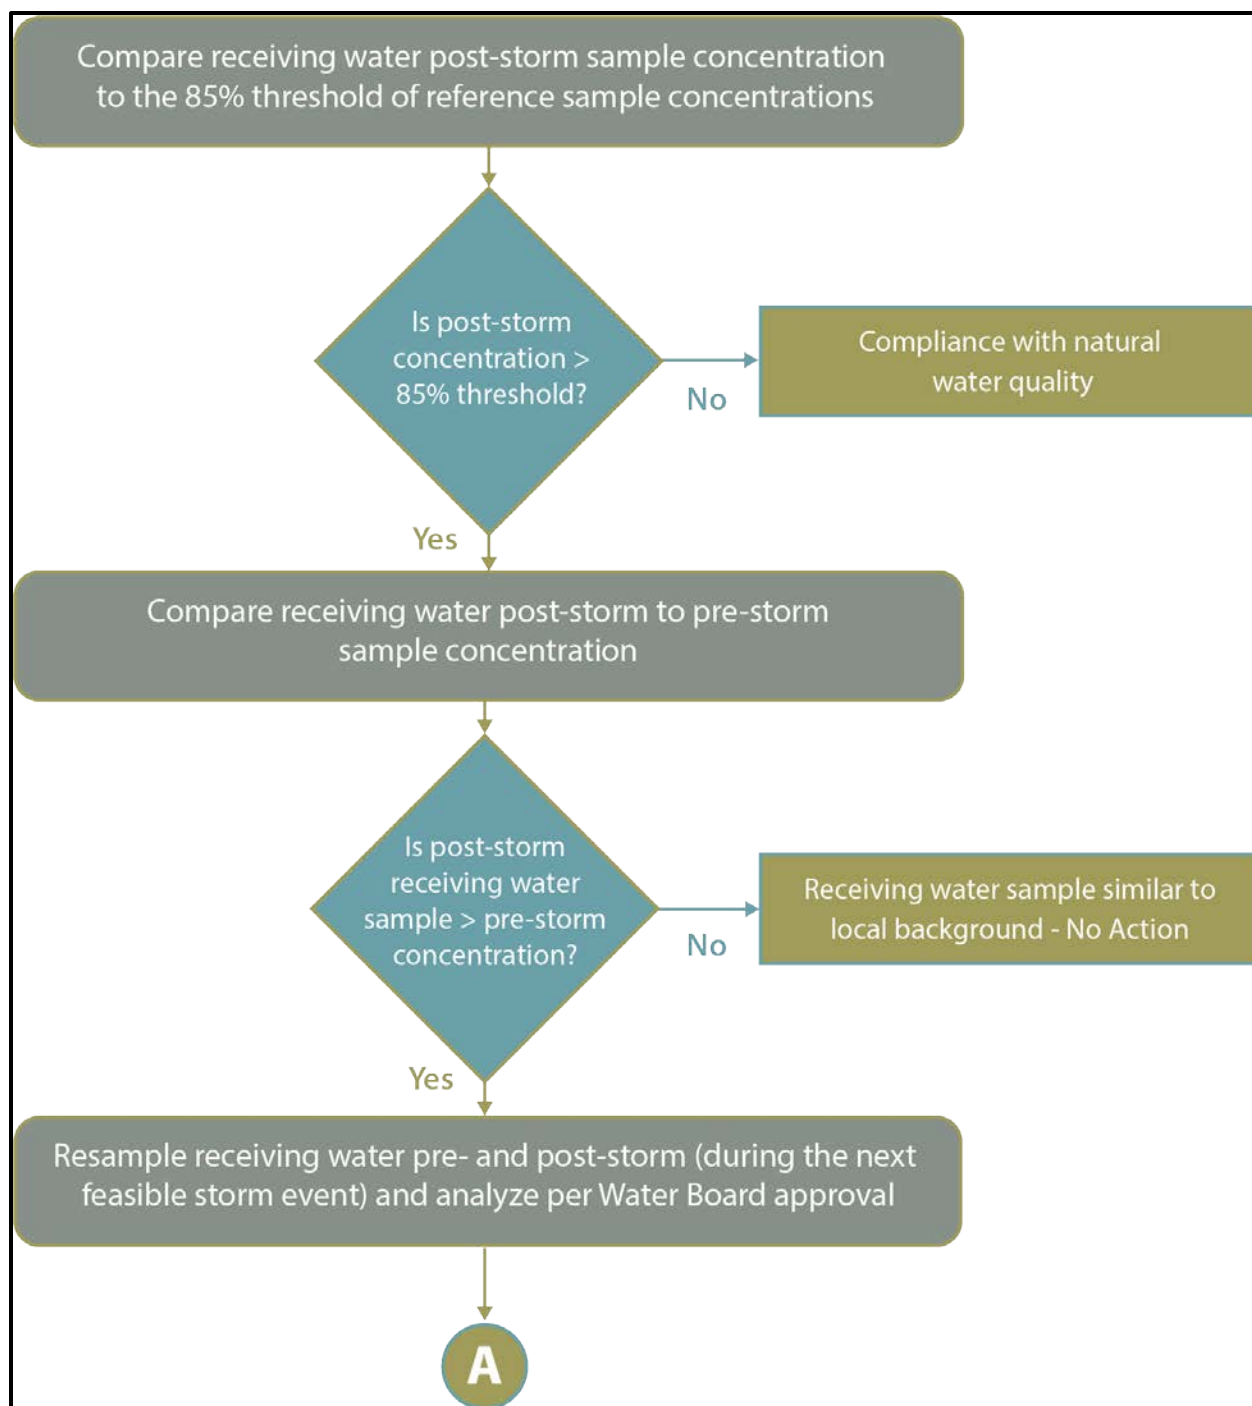 Compare receiving water post-storm sample concentration
to the 85% threshold of reference sample concentrations
Is post-storm
concentration >
85% threshold?
No
Compliance with natural
water quality
Yes
Compare receiving water post-storm to pre-storm
sample concentration
Is post-storm
receiving water
sample > pre-storm
concentration?
No
Receiving water sample similar to
local background - No Action
Yes
Resample receiving water pre- and post-storm (during the next
feasible storm event) and analyze per Water Board approval
A